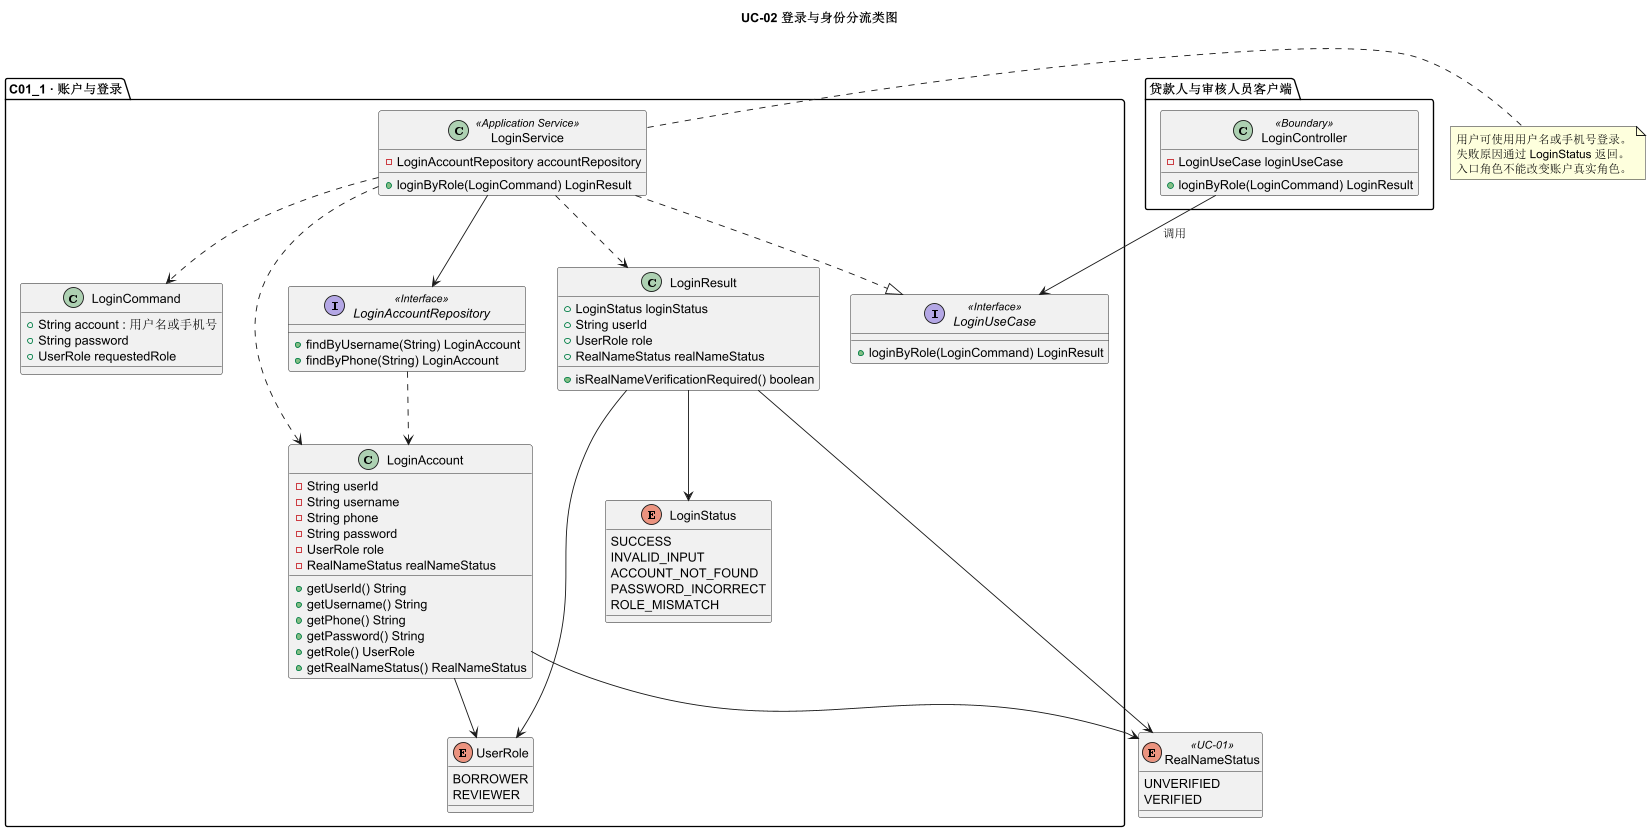 UC-02 登录与身份分流类图
C01_1 · 账户与登录
«Application Service»
C
LoginService
LoginAccountRepository accountRepository
loginByRole(LoginCommand) LoginResult
贷款人与审核人员客户端
«Boundary»
C
LoginController
LoginUseCase loginUseCase
loginByRole(LoginCommand) LoginResult
用户可使用用户名或手机号登录。
失败原因通过 LoginStatus 返回。
入口角色不能改变账户真实角色。
调用
C
LoginCommand
String account : 用户名或手机号
String password
UserRole requestedRole
«Interface»
I
LoginAccountRepository
findByUsername(String) LoginAccount
findByPhone(String) LoginAccount
C
LoginResult
LoginStatus loginStatus
String userId
UserRole role
RealNameStatus realNameStatus
isRealNameVerificationRequired() boolean
«Interface»
I
LoginUseCase
loginByRole(LoginCommand) LoginResult
C
LoginAccount
String userId
String username
String phone
String password
UserRole role
RealNameStatus realNameStatus
getUserId() String
getUsername() String
getPhone() String
getPassword() String
getRole() UserRole
getRealNameStatus() RealNameStatus
E
LoginStatus
SUCCESS
INVALID_INPUT
ACCOUNT_NOT_FOUND
PASSWORD_INCORRECT
ROLE_MISMATCH
E
UserRole
BORROWER
REVIEWER
«UC-01»
E
RealNameStatus
UNVERIFIED
VERIFIED